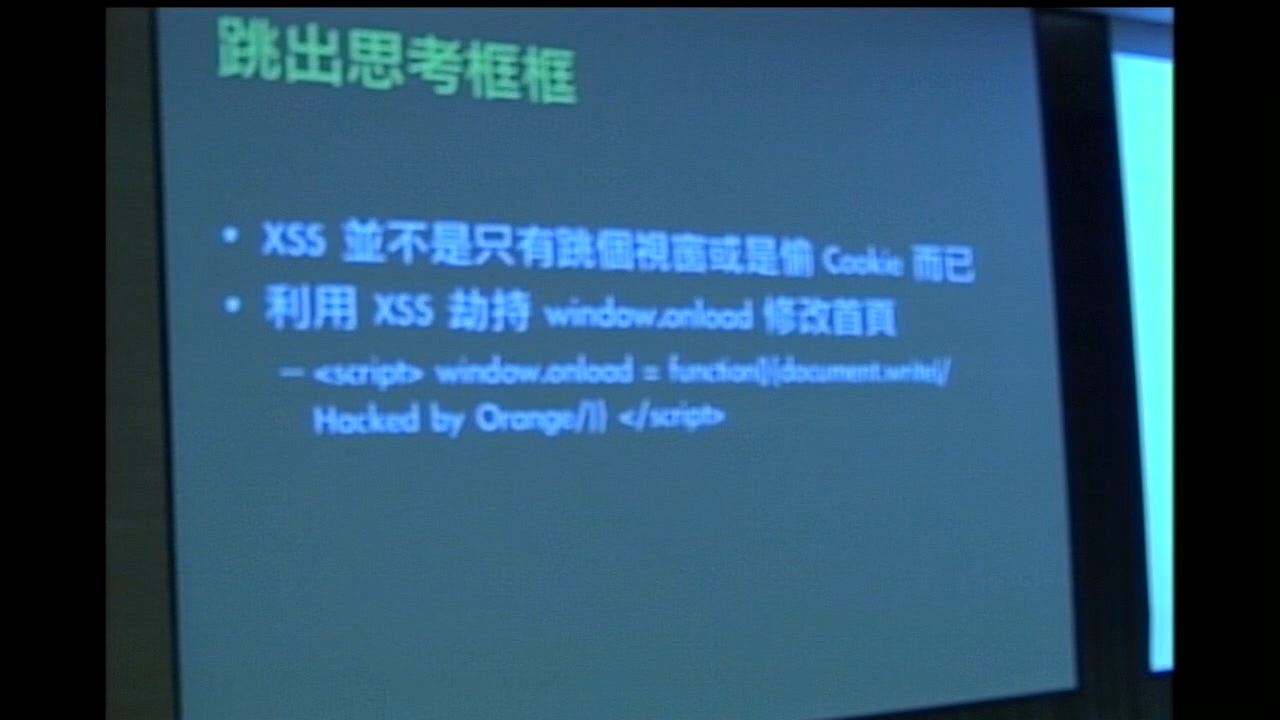 跳出思考框框
• XSS 並不是只有跳個視窗或是偷 Cookie 而已
• 利用 XSS 劫持 window.onload 修改首頁
– <script> window.onload = function(){document.write(/
Hacked by Orange/)} </script>